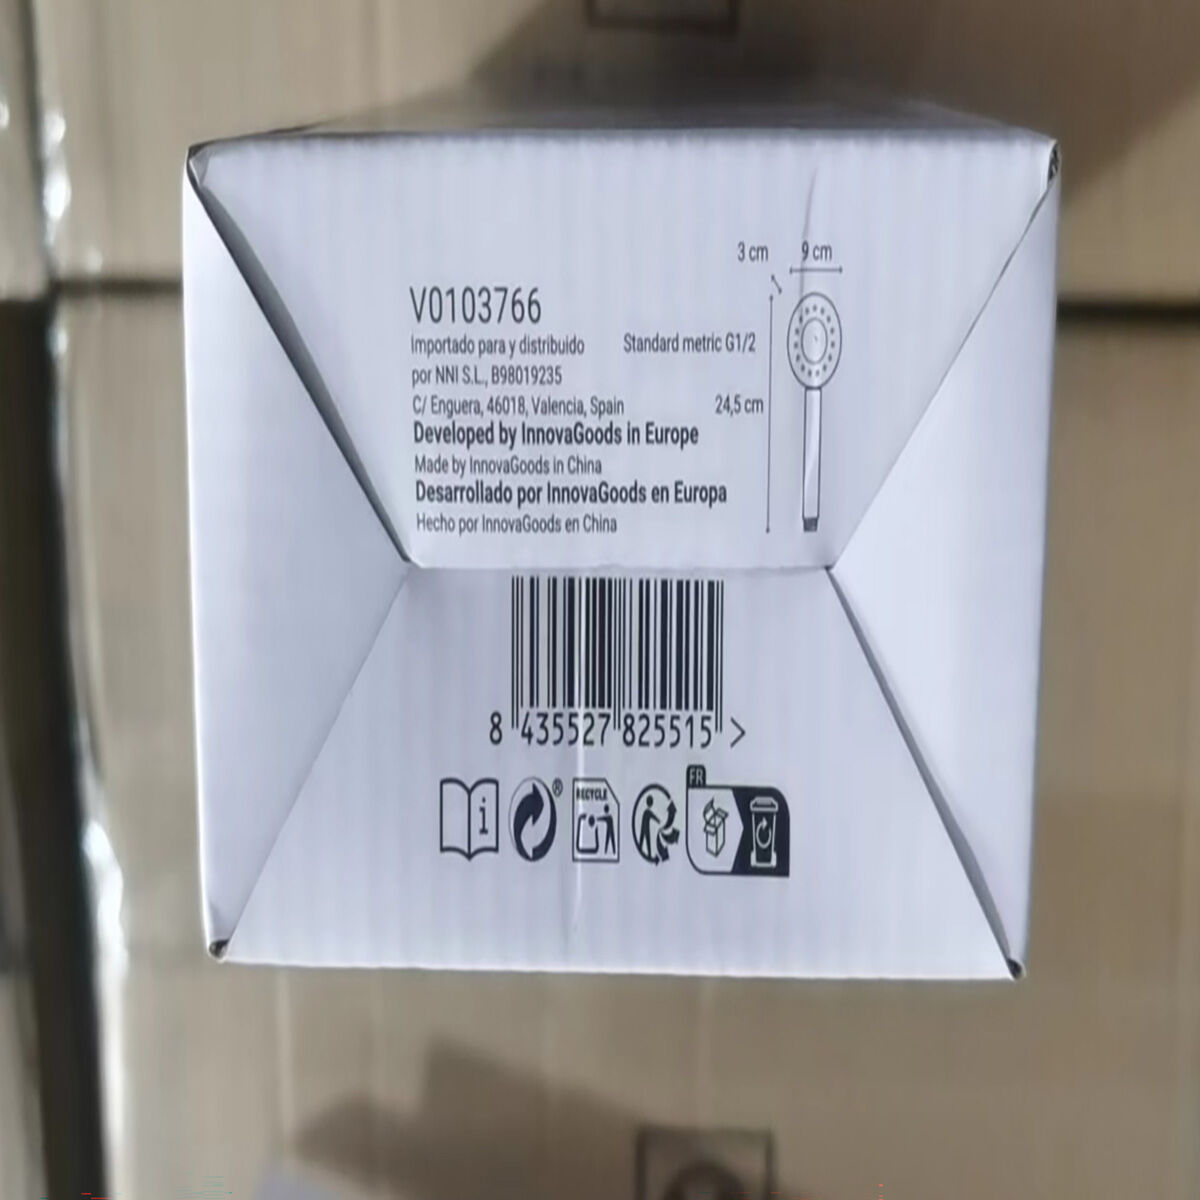 3 cm 9 cm
V0103766
Importado para y distribuido
Standard metric G1/2
por NNI S.L., B98019235
C/ Enguera, 46018, Valencia, Spain
24,5 cm
Developed by InnovaGoods in Europe
Made by InnovaGoods in China
Desarrollado por InnovaGoods en Europa
Hecho por InnovaGoods en China
8 435527 825515 >
i
®
RECYCLE
FR